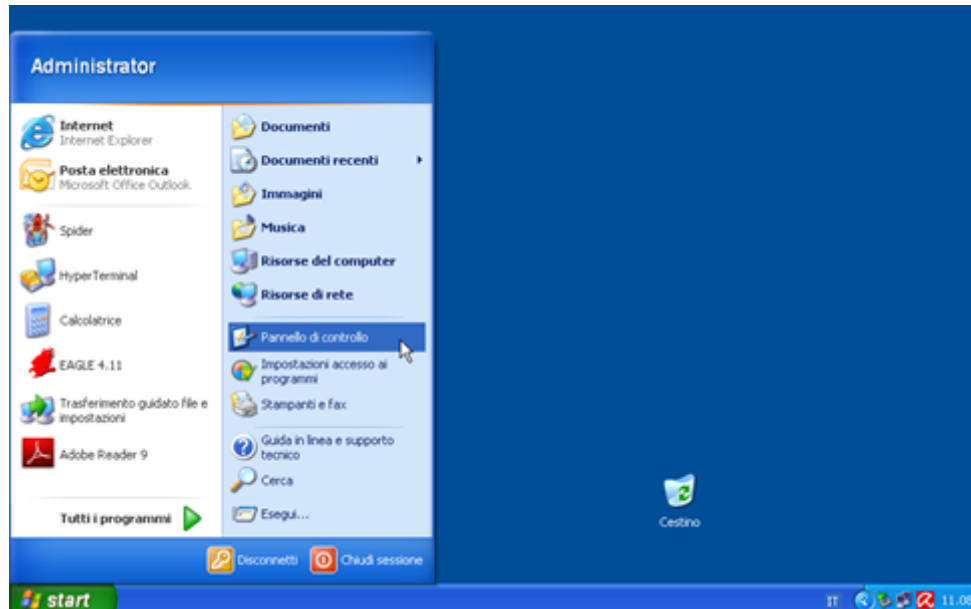 Administrator
Internet
Internet Explorer
Posta elettronica
Microsoft Office Outlook
Spider
HyperTerminal
Calcolatrice
EAGLE 4.11
Trasferimento guidato file e
impostazioni
Adobe Reader 9
Tutti i programmi
Documenti
Documenti recenti
Immagini
Musica
Risorse del computer
Risorse di rete
Pannello di controllo
Impostazioni accesso ai
programmi
Stampanti e fax
Guida in linea e supporto
tecnico
Cerca
Esegui...
Disconnetti
Chiudi sessione
Cestino
start
IT
11.08